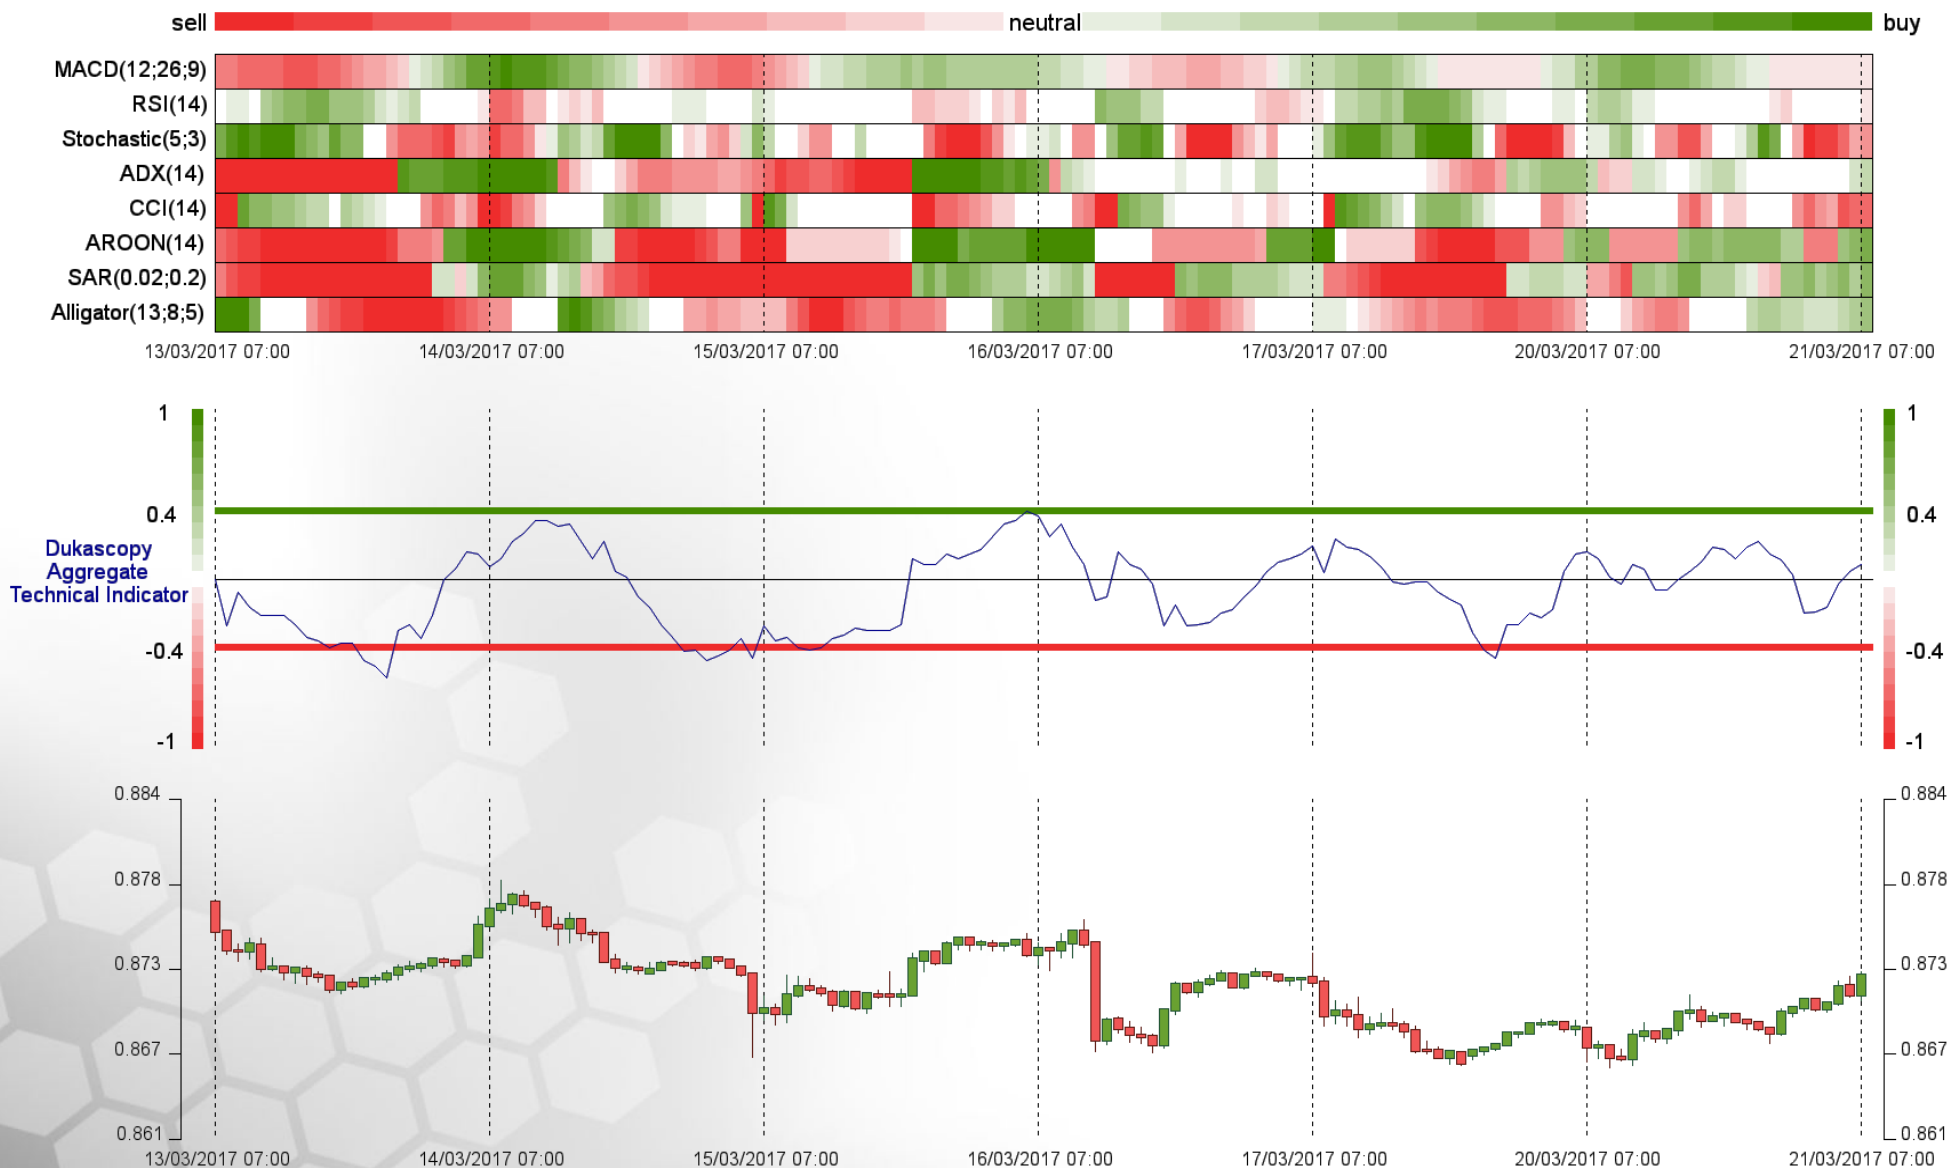 sell neutral buy
MACD(12;26;9)
RSI(14)
Stochastic(5;3)
ADX(14)
CCI(14)
AROON(14)
SAR(0.02;0.2)
Alligator(13;8;5)
13/03/2017 07:00 14/03/2017 07:00 15/03/2017 07:00 16/03/2017 07:00 17/03/2017 07:00 20/03/2017 07:00 21/03/2017 07:00
1 1
0.4 0.4
Dukascopy
Aggregate
Technical Indicator
-0.4 -0.4
-1 -1
0.884 0.884
0.878 0.878
0.873 0.873
0.867 0.867
0.861 0.861
13/03/2017 07:00 14/03/2017 07:00 15/03/2017 07:00 16/03/2017 07:00 17/03/2017 07:00 20/03/2017 07:00 21/03/2017 07:00